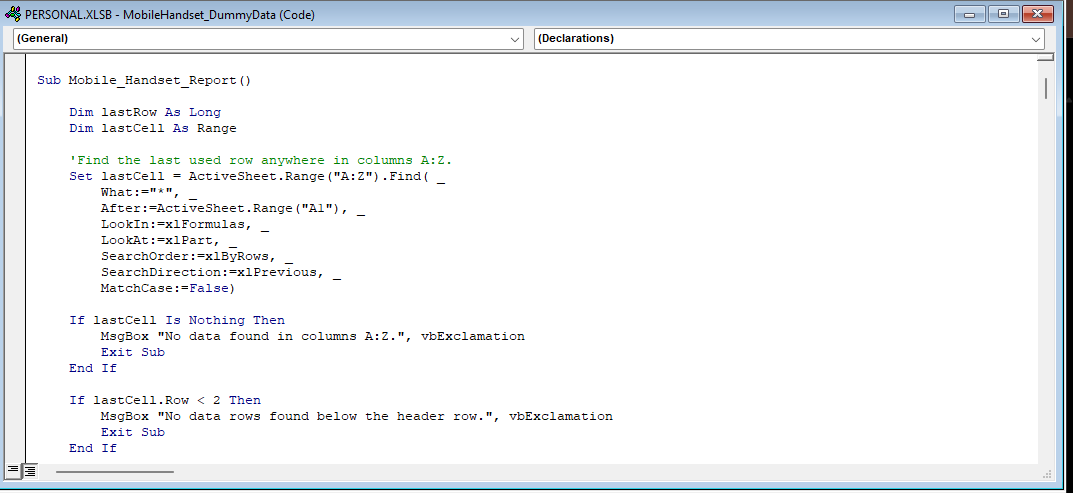 PERSONAL.XLSB - MobileHandset_DummyData (Code)
(General)
(Declarations)
Sub Mobile_Handset_Report()
Dim lastRow As Long
Dim lastCell As Range
'Find the last used row anywhere in columns A:Z.
Set lastCell = ActiveSheet.Range("A:Z").Find( _
What:="*", _
After:=ActiveSheet.Range("A1"), _
LookIn:=xlFormulas, _
LookAt:=xlPart, _
SearchOrder:=xlByRows, _
SearchDirection:=xlPrevious, _
MatchCase:=False)
If lastCell Is Nothing Then
MsgBox "No data found in columns A:Z.", vbExclamation
Exit Sub
End If
If lastCell.Row < 2 Then
MsgBox "No data rows found below the header row.", vbExclamation
Exit Sub
End If